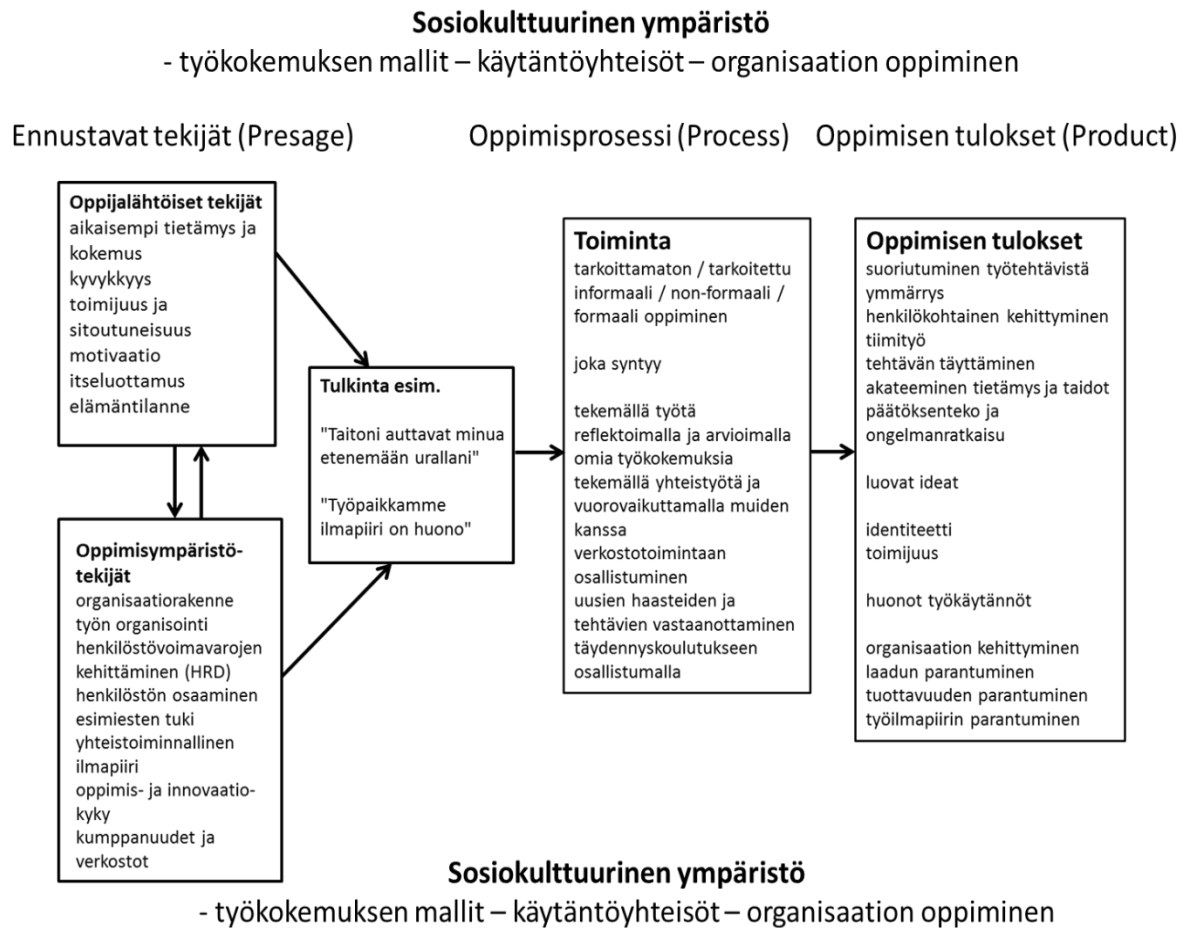 Sosiokulttuurinen ympäristö
- työkokemuksen mallit – käytäntöyhteisöt – organisaation oppiminen
Ennustavat tekijät (Presage)
Oppimisprosessi (Process)
Oppimisen tulokset (Product)
Oppijalähtöiset tekijät
aikaisempi tietämys ja
kokemus
kyvykkyys
toimijuus ja
sitoutuneisuus
motivaatio
itseluottamus
elämäntilanne
Oppimisympäristö-
tekijät
organisaatiorakenne
työn organisointi
henkilöstövoimavarojen
kehittäminen (HRD)
henkilöstön osaaminen
esimiesten tuki
yhteistoiminnallinen
ilmapiiri
oppimis- ja innovaatio-
kyky
kumppanuudet ja
verkostot
Tulkinta esim.
"Taitoni auttavat minua
etenemään urallani"
"Työpaikkamme
ilmapiiri on huono"
Toiminta
tarkoittamaton / tarkoitettu
informaali / non-formaali /
formaali oppiminen
joka syntyy
tekemällä työtä
reflektoimalla ja arvioimalla
omia työkokemuksia
tekemällä yhteistyötä ja
vuorovaikuttamalla muiden
kanssa
verkostotoimintaan
osallistuminen
uusien haasteiden ja
tehtävien vastaanottaminen
täydennyskoulutukseen
osallistumalla
Oppimisen tulokset
suoriutuminen työtehtävistä
ymmärrys
henkilökohtainen kehittyminen
tiimityö
tehtävän täyttäminen
akateeminen tietämys ja taidot
päätöksenteko ja
ongelmanratkaisu
luovat ideat
identiteetti
toimijuus
huonot työkäytännöt
organisaation kehittyminen
laadun parantuminen
tuottavuuden parantuminen
työilmapiirin parantuminen
Sosiokulttuurinen ympäristö
- työkokemuksen mallit – käytäntöyhteisöt – organisaation oppiminen